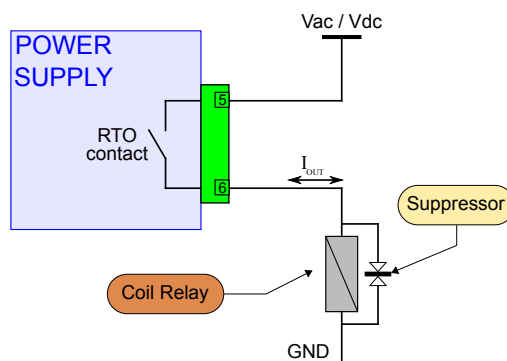 Vac / Vdc
POWER
SUPPLY
5
RTO
contact
6
IOUT
Suppressor
Coil Relay
GND